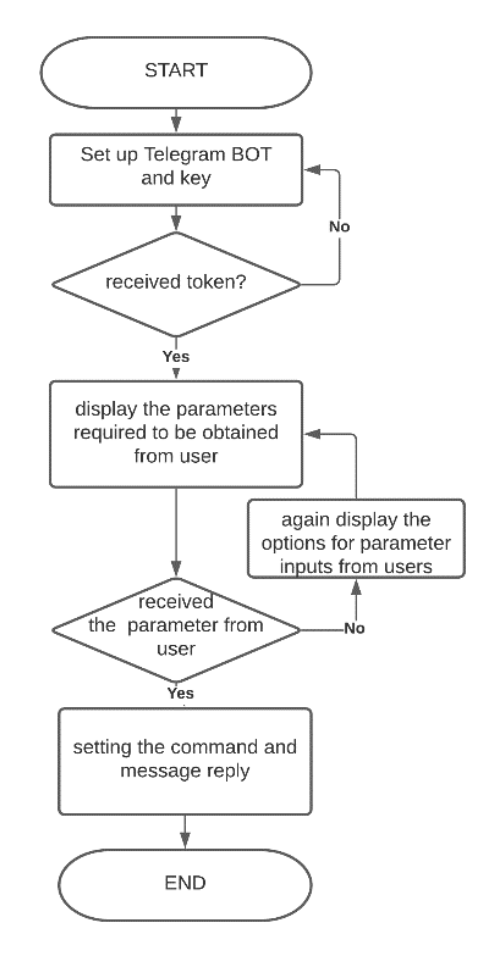 START
Set up Telegram BOT
and key
No
received token?
Yes
display the parameters
required to be obtained
from user
again display the
options for parameter
inputs from users
received
the parameter from
user
No
Yes
setting the command and
message reply
END